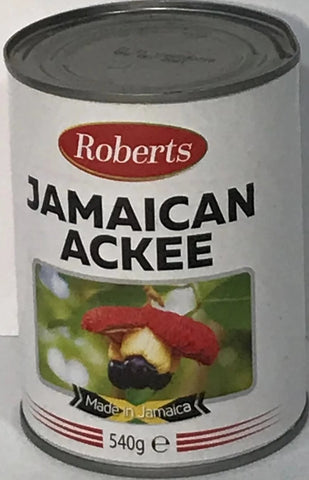 Roberts
JAMAICAN
ACKEE
Made in Jamaica
540g ℮